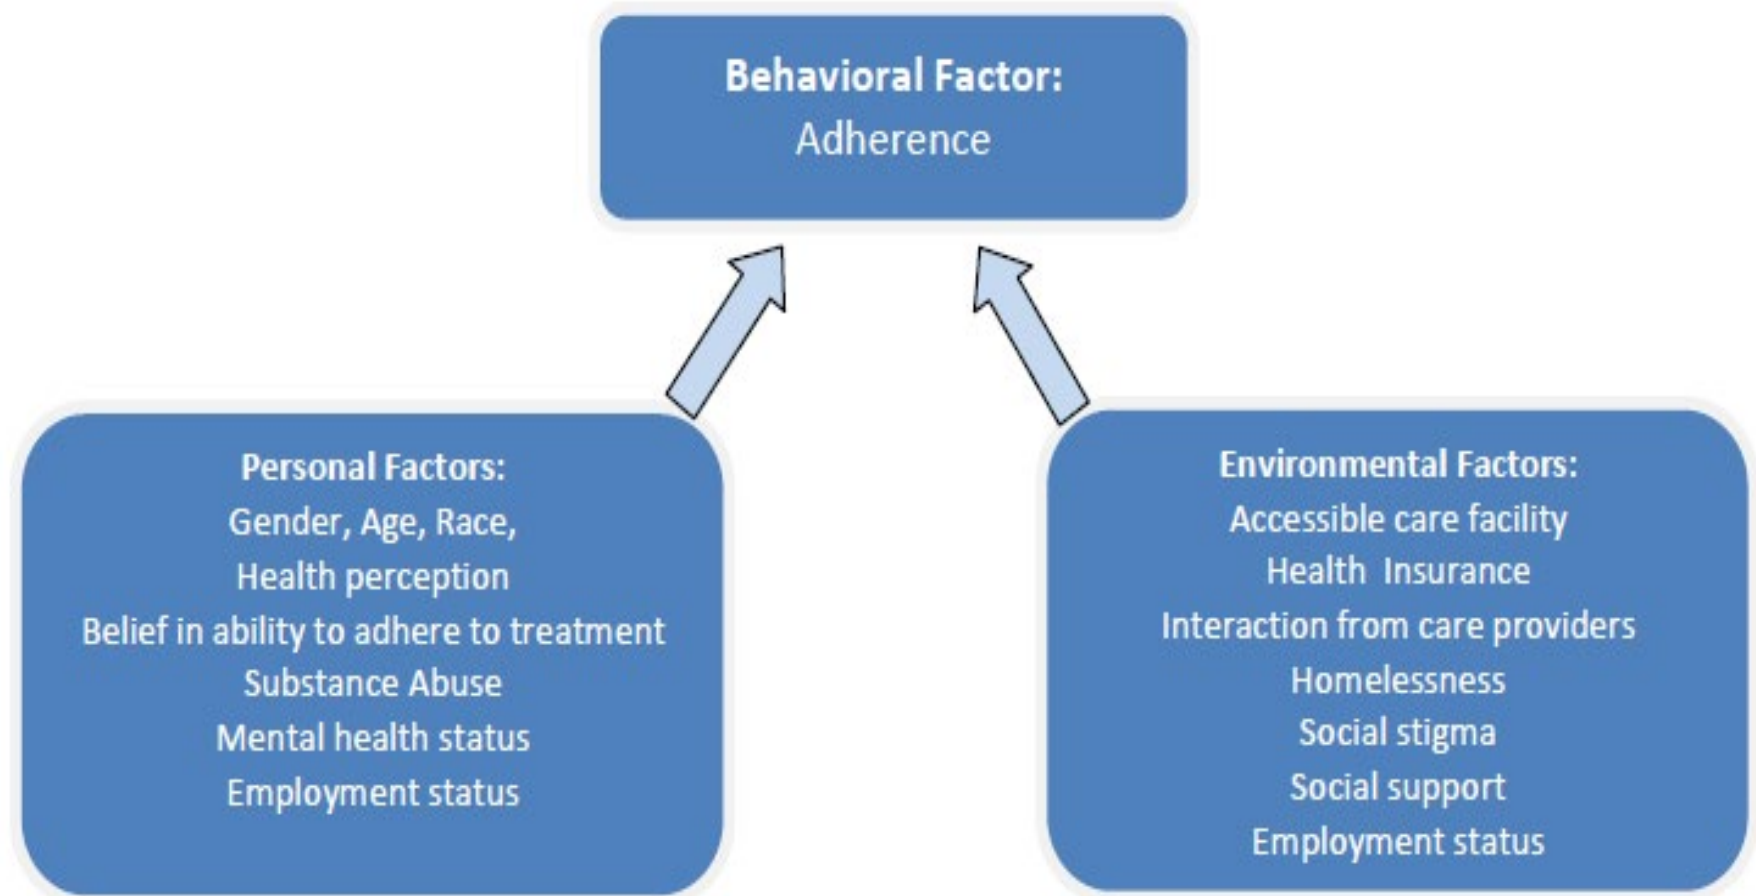 Behavioral Factor:
Adherence
Personal Factors:
Gender, Age, Race,
Health perception
Belief in ability to adhere to treatment
Substance Abuse
Mental health status
Employment status
Environmental Factors:
Accessible care facility
Health Insurance
Interaction from care providers
Homelessness
Social stigma
Social support
Employment status